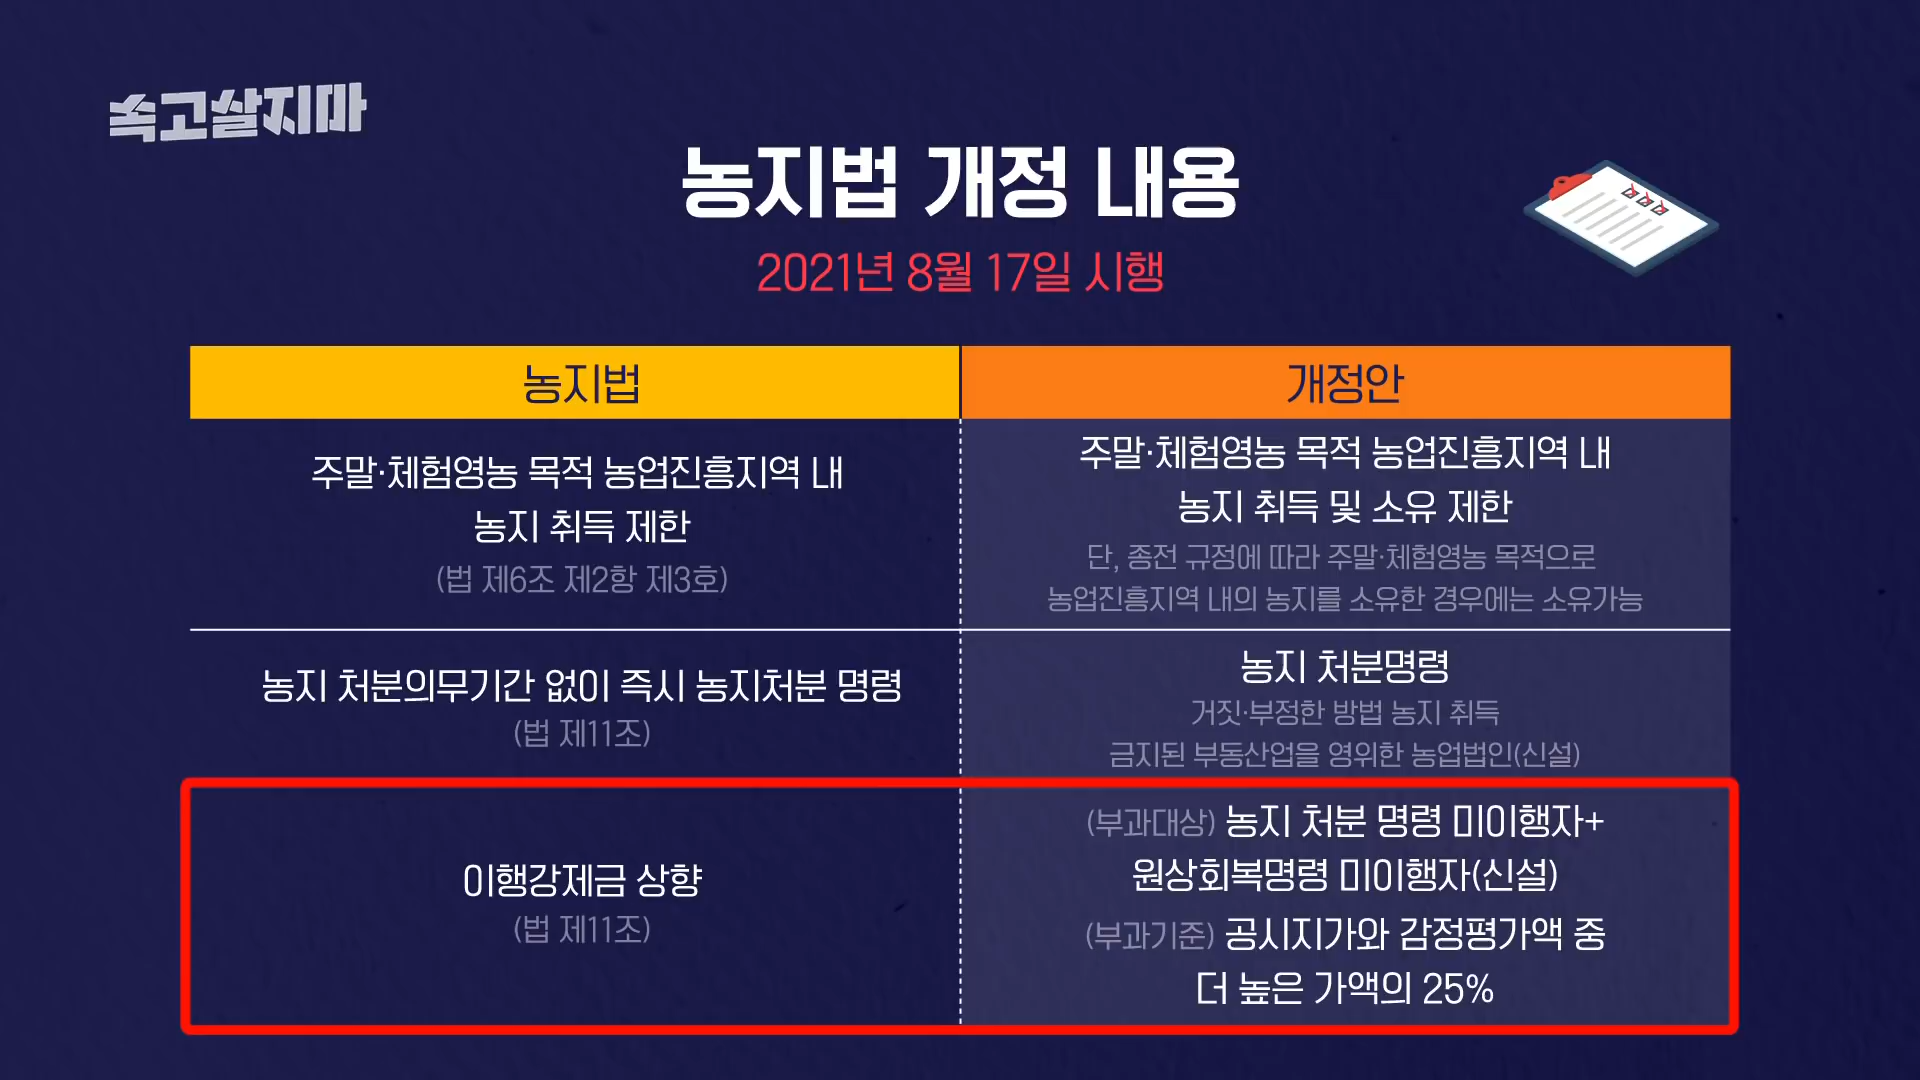 속고살지마
농지법 개정 내용
2021년 8월 17일 시행
농지법
개정안
주말·체험영농 목적 농업진흥지역 내
농지 취득 제한
(법 제6조 제2항 제3호)
주말·체험영농 목적 농업진흥지역 내
농지 취득 및 소유 제한
단, 종전 규정에 따라 주말·체험영농 목적으로
농업진흥지역 내의 농지를 소유한 경우에는 소유가능
농지 처분의무기간 없이 즉시 농지처분 명령
(법 제11조)
농지 처분명령
거짓·부정한 방법 농지 취득
금지된 부동산업을 영위한 농업법인(신설)
이행강제금 상향
(법 제11조)
(부과대상) 농지 처분 명령 미이행자+
원상회복명령 미이행자(신설)
(부과기준) 공시지가와 감정평가액 중
더 높은 가액의 25%